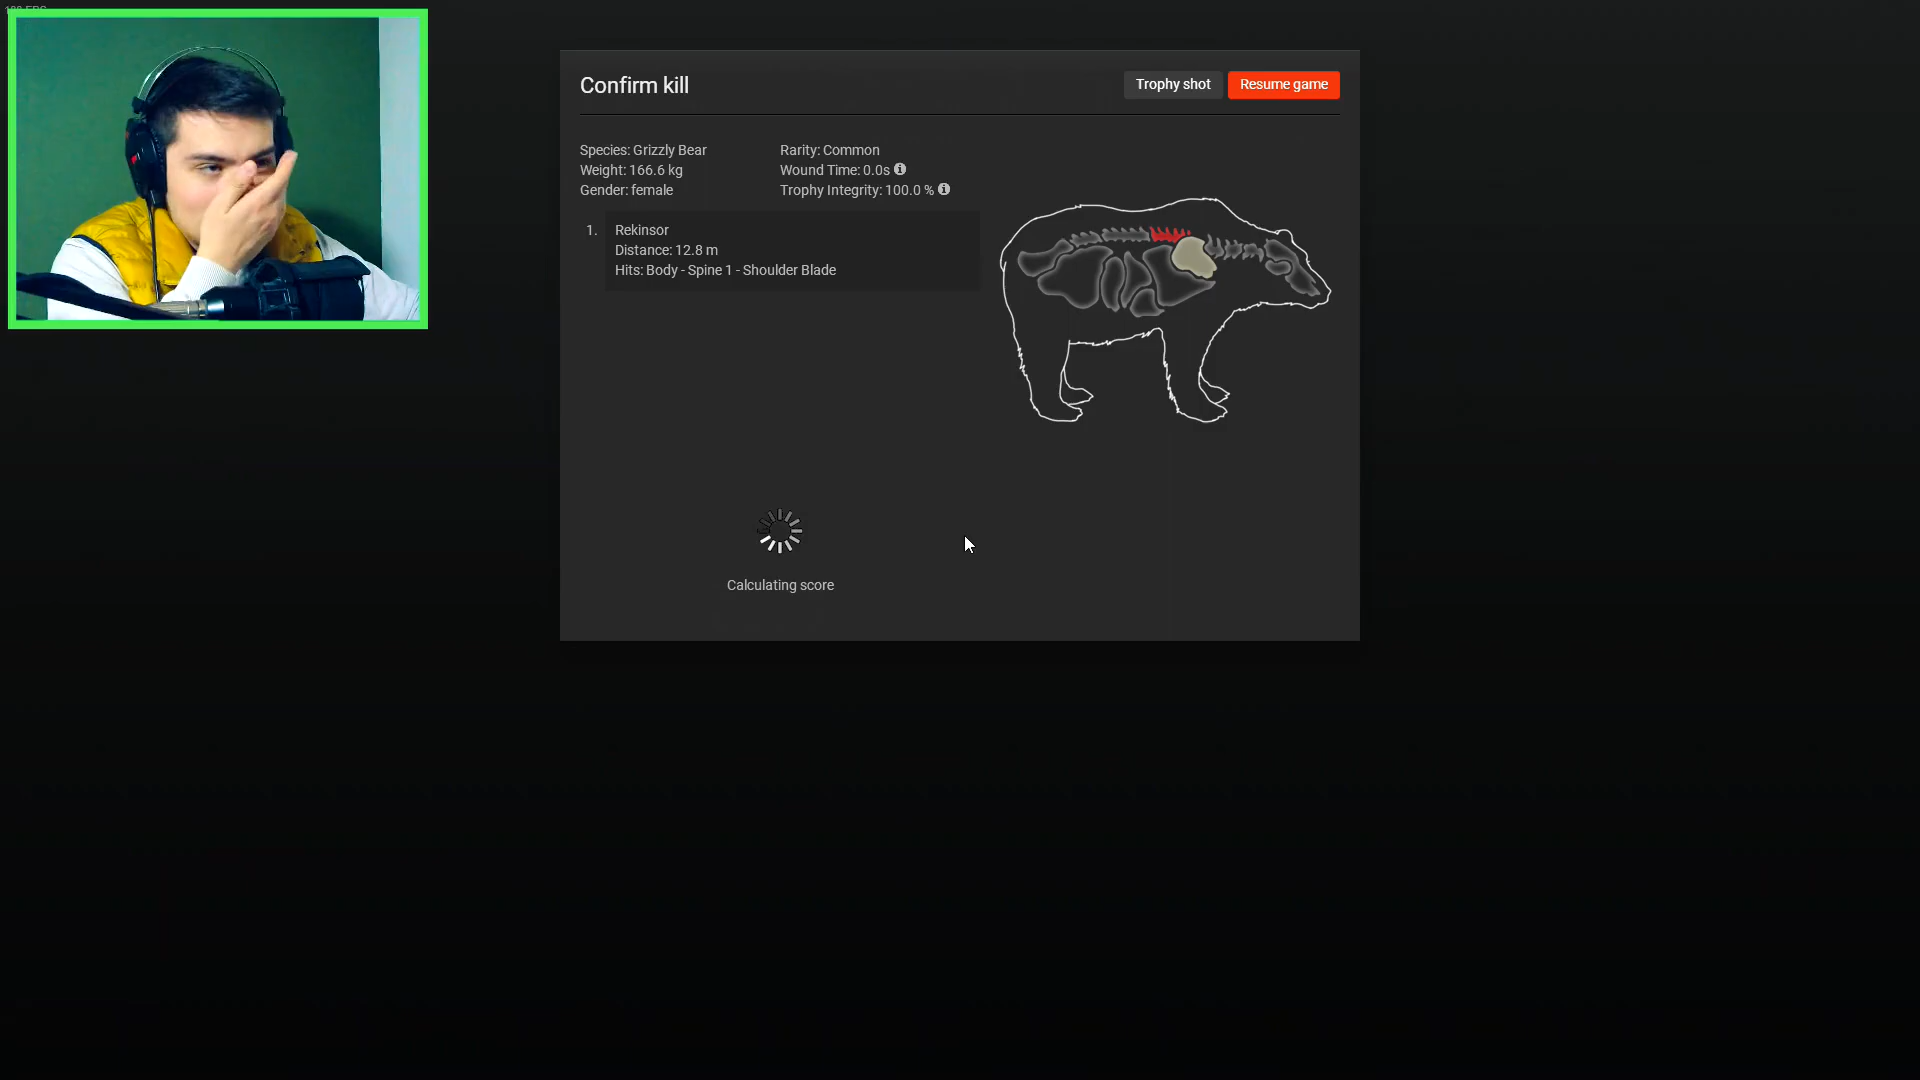 Confirm kill
Trophy shot
Resume game
Species: Grizzly Bear
Weight: 166.6 kg
Gender: female
Rarity: Common
Wound Time: 0.0s
Trophy Integrity: 100.0 %
1.
Rekinsor
Distance: 12.8 m
Hits: Body - Spine 1 - Shoulder Blade
Calculating score